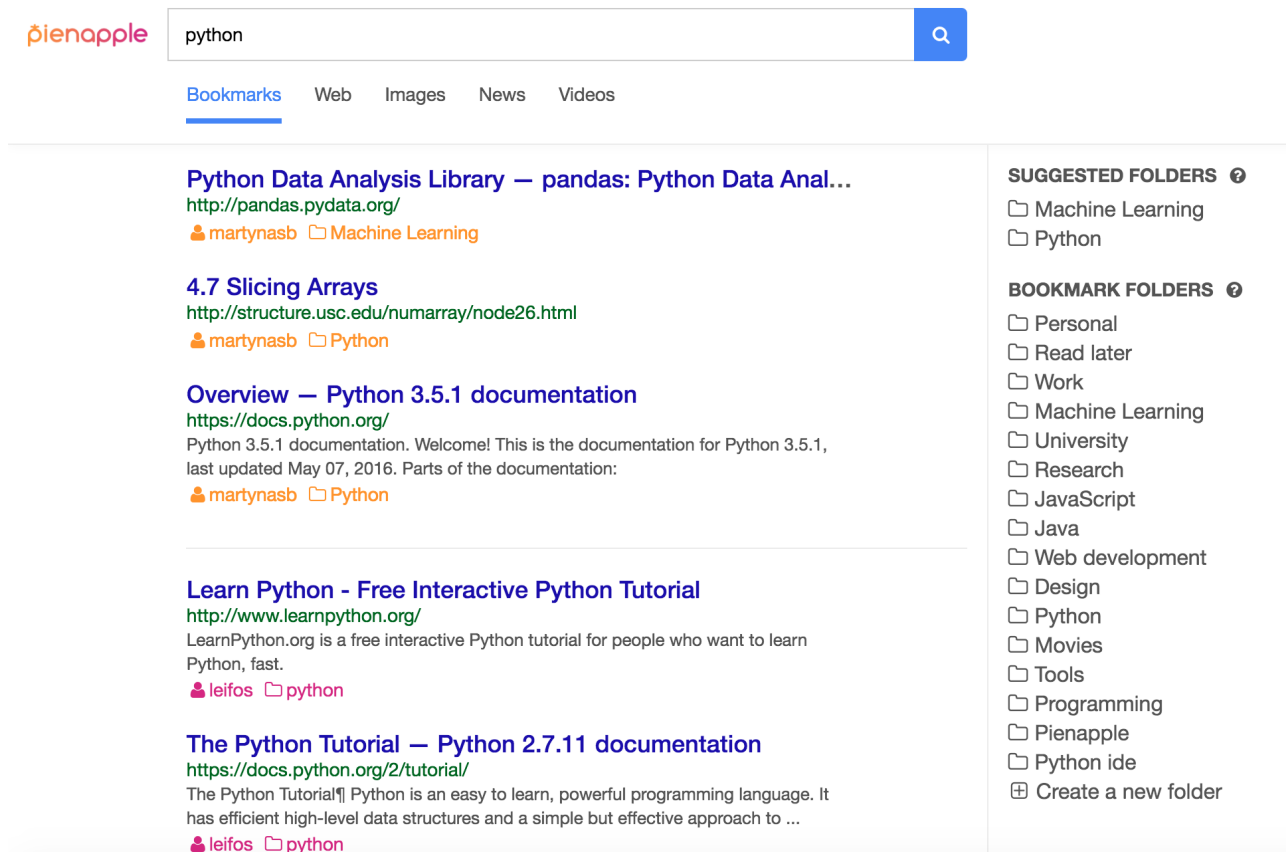 pienapple
python
Bookmarks Web Images News Videos
Python Data Analysis Library — pandas: Python Data Anal...
http://pandas.pydata.org/
martynasb Machine Learning
4.7 Slicing Arrays
http://structure.usc.edu/numarray/node26.html
martynasb Python
Overview — Python 3.5.1 documentation
https://docs.python.org/
Python 3.5.1 documentation. Welcome! This is the documentation for Python 3.5.1,
last updated May 07, 2016. Parts of the documentation:
martynasb Python
Learn Python - Free Interactive Python Tutorial
http://www.learnpython.org/
LearnPython.org is a free interactive Python tutorial for people who want to learn
Python, fast.
leifos python
The Python Tutorial — Python 2.7.11 documentation
https://docs.python.org/2/tutorial/
The Python Tutorial¶ Python is an easy to learn, powerful programming language. It
has efficient high-level data structures and a simple but effective approach to ...
leifos python
SUGGESTED FOLDERS ?
Machine Learning
Python
BOOKMARK FOLDERS ?
Personal
Read later
Work
Machine Learning
University
Research
JavaScript
Java
Web development
Design
Python
Movies
Tools
Programming
Pienapple
Python ide
Create a new folder